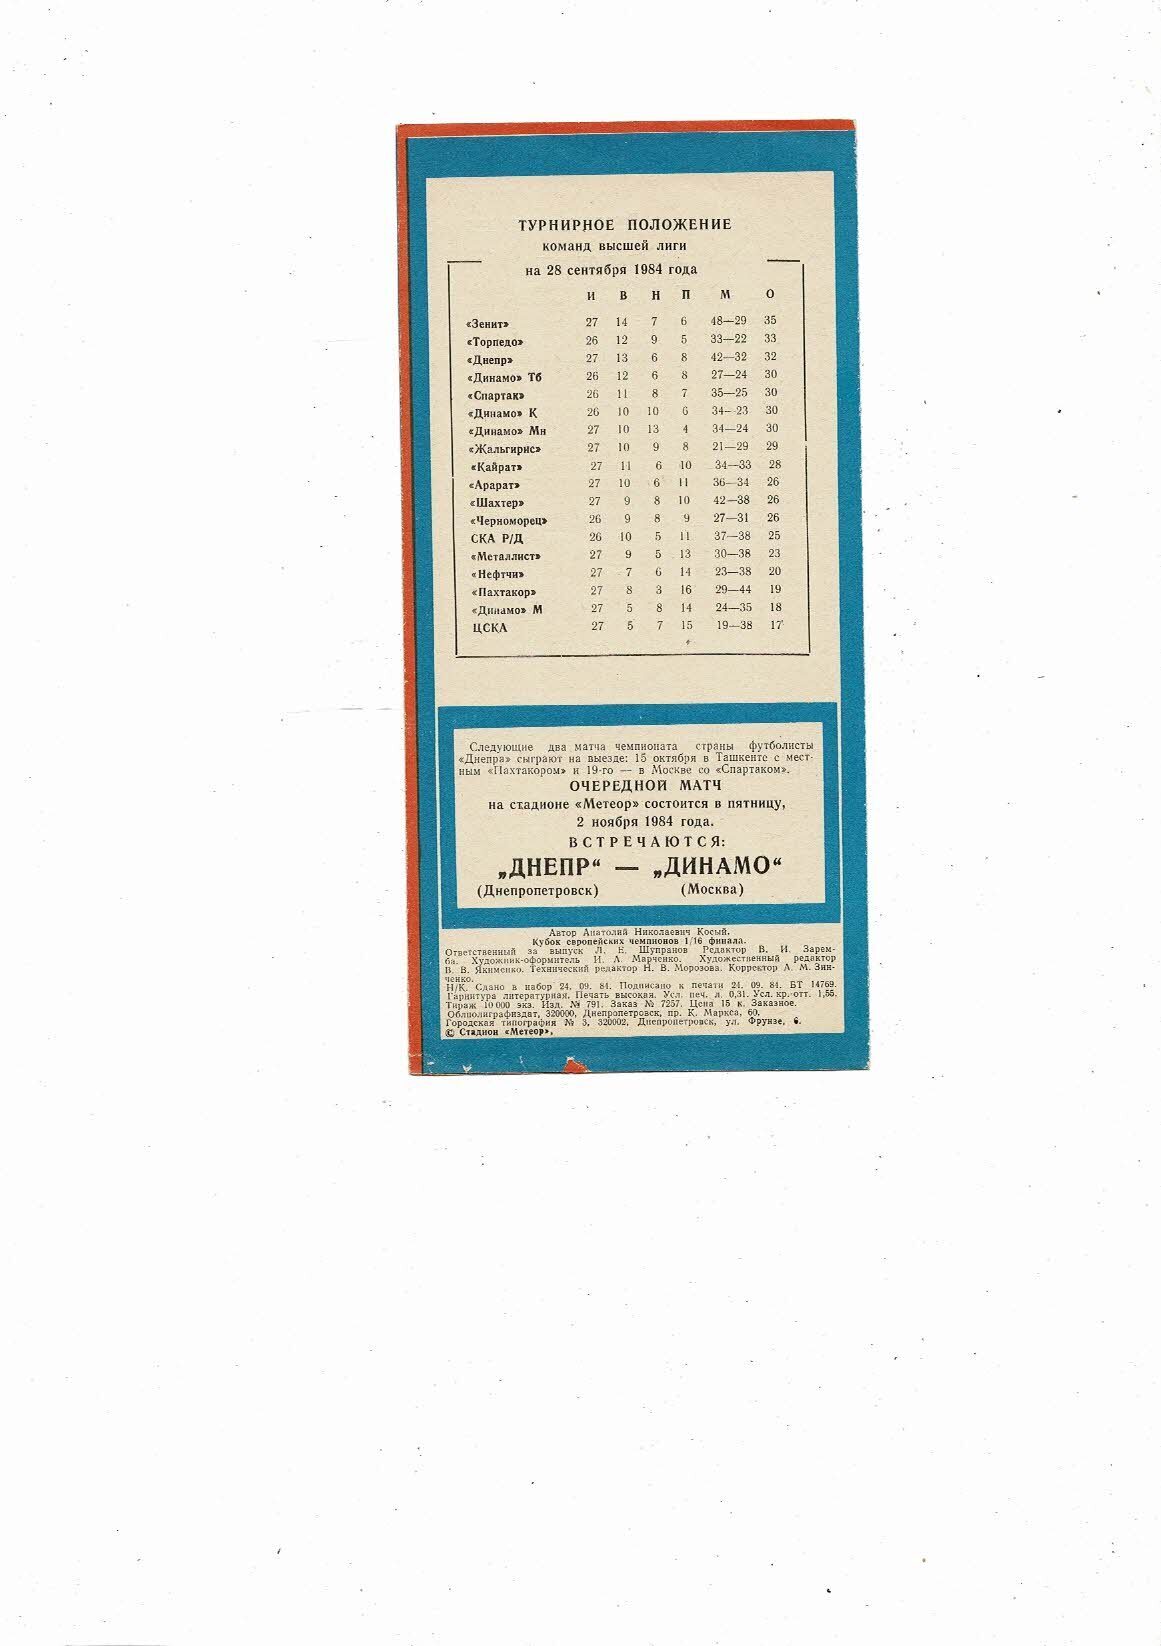 ТУРНИРНОЕ ПОЛОЖЕНИЕ
команд высшей лиги
на 28 сентября 1984 года
И В Н П М О
«Зенит» 27 14 7 6 48—29 35
«Торпедо» 26 12 9 5 33—22 33
«Днепр» 27 13 6 8 42—32 32
«Динамо» Тб 26 12 6 8 27—24 30
«Спартак» 26 11 8 7 35—25 30
«Динамо» К 26 10 10 6 34—23 30
«Динамо» Мн 27 10 13 4 34—24 30
«Жальгирис» 27 10 9 8 21—29 29
«Кайрат» 27 11 6 10 34—33 28
«Арарат» 27 10 6 11 36—34 26
«Шахтер» 27 9 8 10 42—38 26
«Черноморец» 26 9 8 9 27—31 26
СКА Р/Д 26 10 5 11 37—38 25
«Металлист» 27 9 5 13 30—38 23
«Нефтчи» 27 7 6 14 23—38 20
«Пахтакор» 27 8 3 16 29—44 19
«Динамо» М 27 5 8 14 24—35 18
ЦСКА 27 5 7 15 19—38 17
Следующие два матча чемпионата страны футболисты
«Днепра» сыграют на выезде: 15 октября в Ташкенте с мест-
ным «Пахтакором» и 19-го — в Москве со «Спартаком».
ОЧЕРЕДНОЙ МАТЧ
на стадионе «Метеор» состоится в пятницу,
2 ноября 1984 года.
ВСТРЕЧАЮТСЯ:
„ДНЕПР“ — „ДИНАМО“
(Днепропетровск) (Москва)
Автор Анатолий Николаевич Косый.
Кубок европейских чемпионов 1/16 финала.
Ответственный за выпуск Л. Е. Шупранов Редактор В. И. Зарем-
ба. Художник-оформитель И. Л. Марченко. Художественный редактор
В. В. Якименко. Технический редактор Н. В. Морозова. Корректор А. М. Зин-
ченко.
Н/К. Сдано в набор 24. 09. 84. Подписано к печати 24. 09. 84. БТ 14769.
Гарнитура литературная. Печать высокая. Усл. печ. л. 0,31. Усл. кр.-отт. 1,55.
Тираж 10 000 экз. Изд. № 791. Заказ № 7257. Цена 15 к. Заказное.
Облполиграфиздат, 320000, Днепропетровск, пр. К. Маркса, 60.
Городская типография № 3, 320002, Днепропетровск, ул. Фрунзе, 6.
© Стадион «Метеор»,